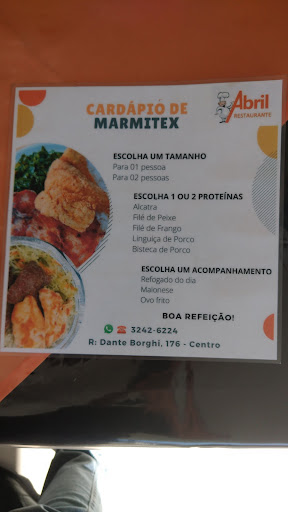 CARDÁPIÓ DE
MARMITEX
Abril
RESTAURANTE
ESCOLHA UM TAMANHO
Para 01 pessoa
Para 02 pessoas
ESCOLHA 1 OU 2 PROTEÍNAS
Alcatra
Filé de Peixe
Filé de Frango
Linguiça de Porco
Bisteca de Porco
ESCOLHA UM ACOMPANHAMENTO
Refogado do dia
Maionese
Ovo frito
BOA REFEIÇÃO!
3242-6224
R: Dante Borghi, 176 - Centro